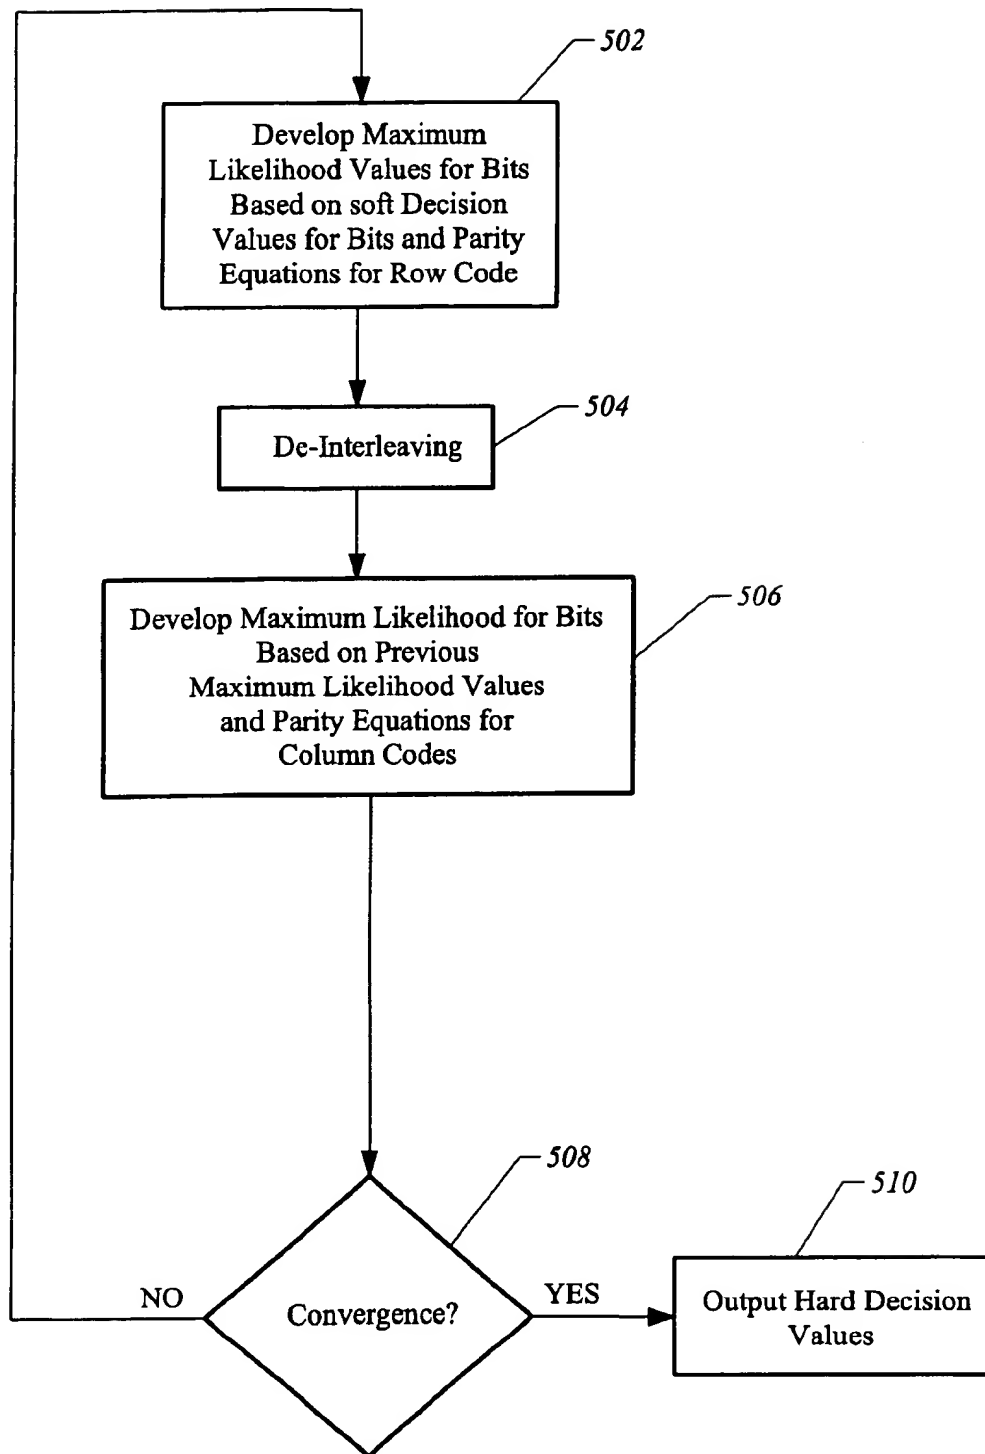 502
Develop Maximum
Likelihood Values for Bits
Based on soft Decision
Values for Bits and Parity
Equations for Row Code
504
De-Interleaving
506
Develop Maximum Likelihood for Bits
Based on Previous
Maximum Likelihood Values
and Parity Equations for
Column Codes
508
510
NO
Convergence?
YES
Output Hard Decision
Values